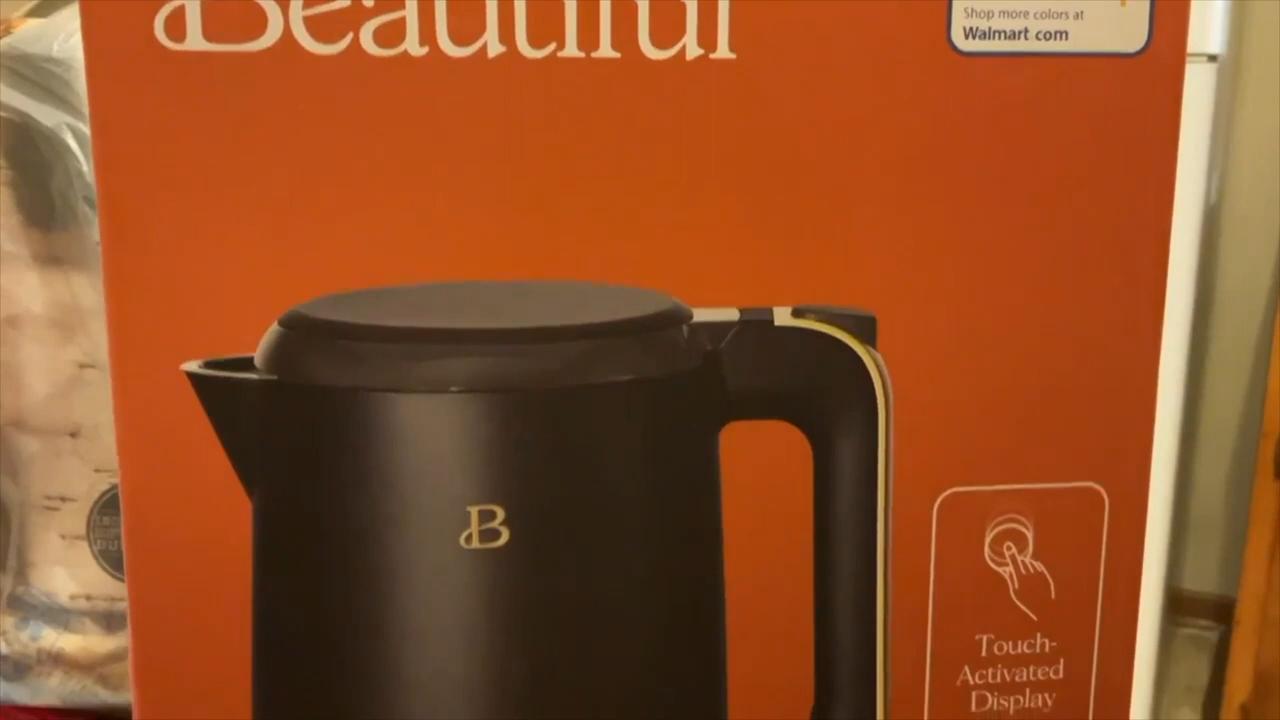 Beautiful
Shop more colors at
Walmart com
B
Touch-
Activated
Display